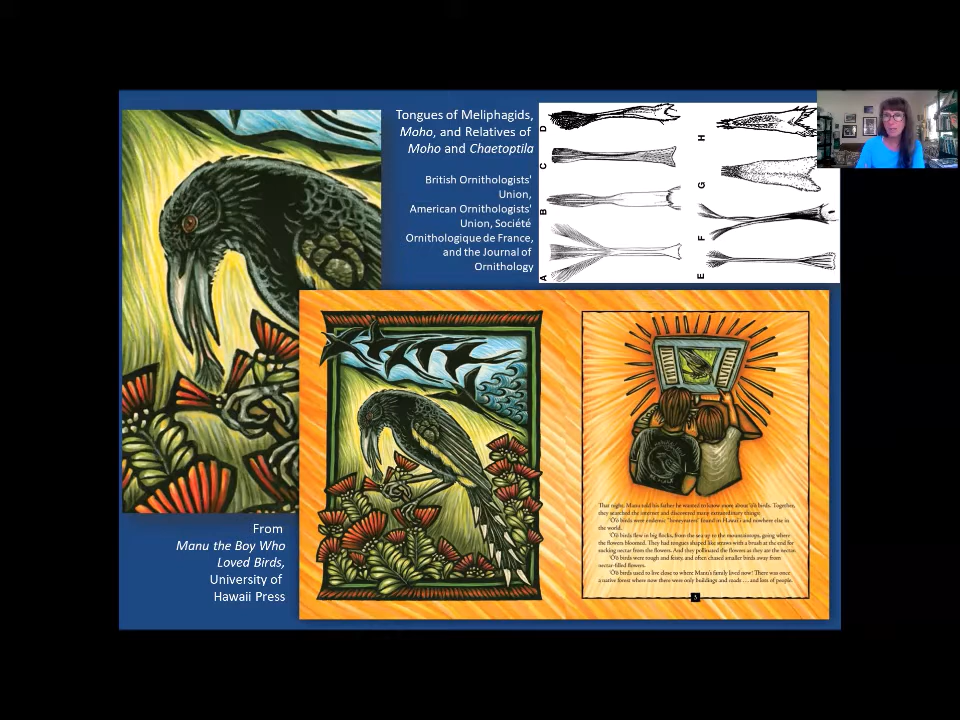 Tongues of Meliphagids,
Moho, and Relatives of
Moho and Chaetoptila
British Ornithologists'
Union,
American Ornithologists'
Union, Société
Ornithologique de France,
and the Journal of
Ornithology
D
C
B
A
H
G
F
E
From
Manu the Boy Who
Loved Birds,
University of
Hawaii Press
That night, Manu told his father he wanted to know more about ʻōʻō birds. Together,
they searched the internet and discovered many extraordinary things:
ʻŌʻō birds were endemic "honeyeaters" found in Hawaiʻi and nowhere else in
the world.
ʻŌʻō birds flew in big flocks, from the sea up to the mountaintops, going where
the flowers bloomed. They had tongues shaped like straws with a brush at the end for
sucking nectar from the flowers. And they pollinated the flowers as they ate the nectar.
ʻŌʻō birds were tough and feisty, and often chased smaller birds away from
nectar-filled flowers.
ʻŌʻō birds used to live close to where Manu's family lived now! There was once
a native forest where now there were only buildings and roads … and lots of people.